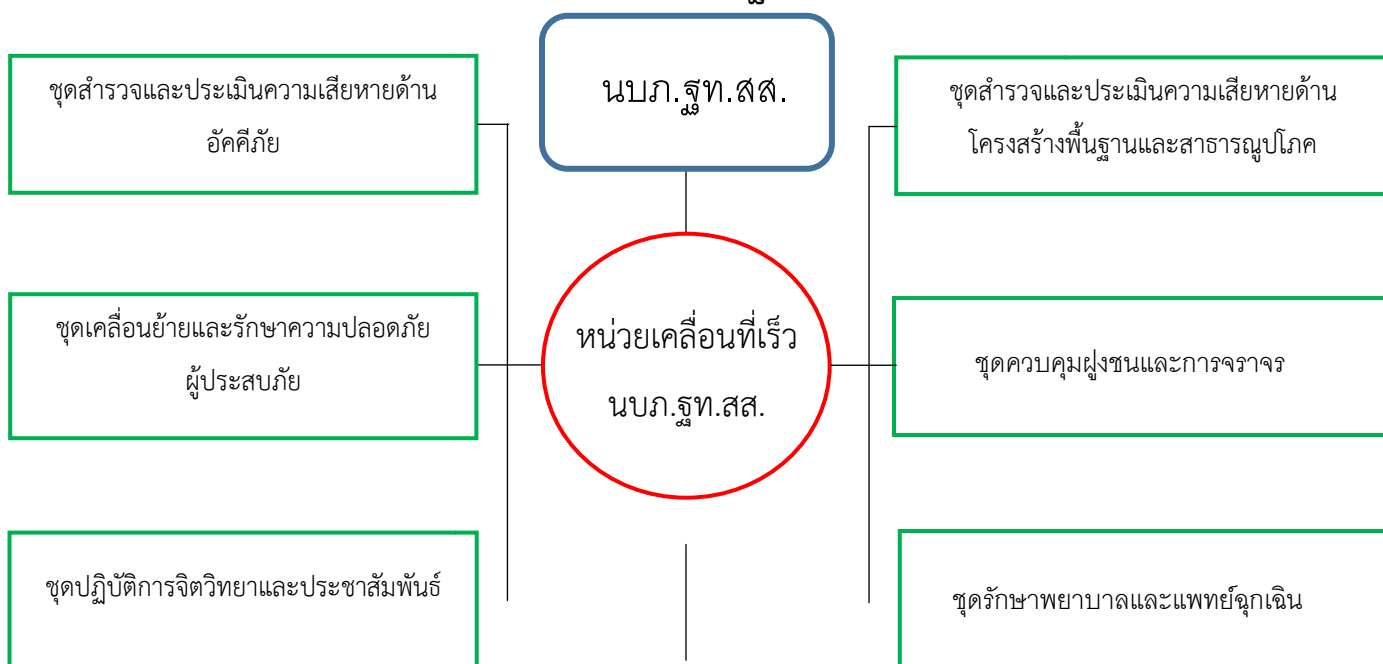 นบภ.ฐท.สส.
ชุดสำรวจและประเมินความเสียหายด้าน
อัคคีภัย
ชุดสำรวจและประเมินความเสียหายด้าน
โครงสร้างพื้นฐานและสาธารณูปโภค
หน่วยเคลื่อนที่เร็ว
นบภ.ฐท.สส.
ชุดเคลื่อนย้ายและรักษาความปลอดภัย
ผู้ประสบภัย
ชุดควบคุมฝูงชนและการจราจร
ชุดปฏิบัติการจิตวิทยาและประชาสัมพันธ์
ชุดรักษาพยาบาลและแพทย์ฉุกเฉิน